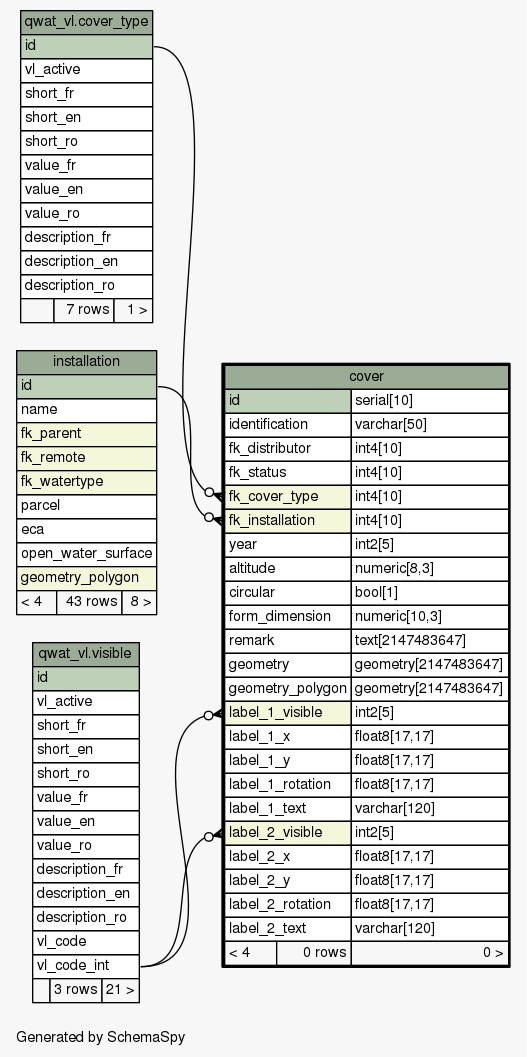 qwat_vl.cover_type
id
vl_active
short_fr
short_en
short_ro
value_fr
value_en
value_ro
description_fr
description_en
description_ro
7 rows 1 >
installation
id
name
fk_parent
fk_remote
fk_watertype
parcel
eca
open_water_surface
geometry_polygon
< 4 43 rows 8 >
qwat_vl.visible
id
vl_active
short_fr
short_en
short_ro
value_fr
value_en
value_ro
description_fr
description_en
description_ro
vl_code
vl_code_int
3 rows 21 >
cover
id serial[10]
identification varchar[50]
fk_distributor int4[10]
fk_status int4[10]
fk_cover_type int4[10]
fk_installation int4[10]
year int2[5]
altitude numeric[8,3]
circular bool[1]
form_dimension numeric[10,3]
remark text[2147483647]
geometry geometry[2147483647]
geometry_polygon geometry[2147483647]
label_1_visible int2[5]
label_1_x float8[17,17]
label_1_y float8[17,17]
label_1_rotation float8[17,17]
label_1_text varchar[120]
label_2_visible int2[5]
label_2_x float8[17,17]
label_2_y float8[17,17]
label_2_rotation float8[17,17]
label_2_text varchar[120]
< 4 0 rows 0 >
Generated by SchemaSpy